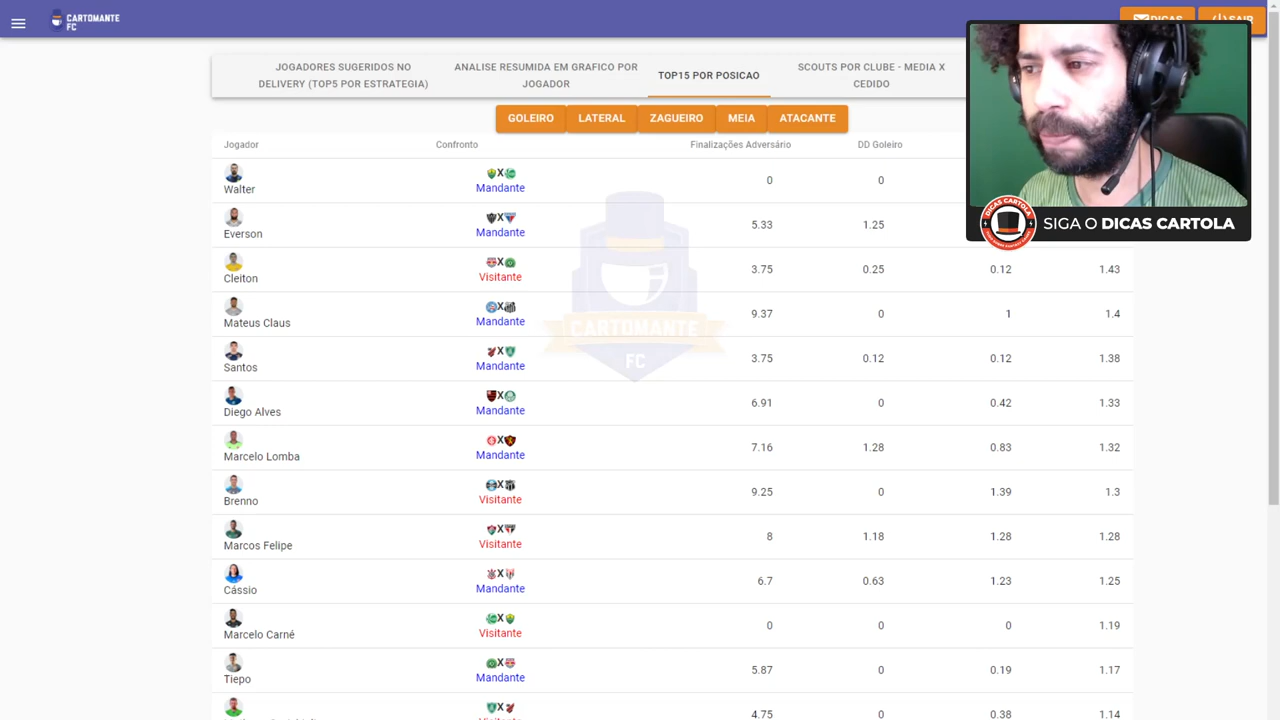 CARTOMANTE
FC
DICAS
SAIR
JOGADORES SUGERIDOS NO
DELIVERY (TOP5 POR ESTRATEGIA)
ANALISE RESUMIDA EM GRAFICO POR
JOGADOR
TOP15 POR POSICAO
SCOUTS POR CLUBE - MEDIA X
CEDIDO
GOLEIRO LATERAL ZAGUEIRO MEIA ATACANTE
Jogador Confronto Finalizações Adversário DD Goleiro
Walter X Mandante 0 0
Everson X Mandante 5.33 1.25
Cleiton X Visitante 3.75 0.25 0.12 1.43
Mateus Claus X Mandante 9.37 0 1 1.4
Santos X Mandante 3.75 0.12 0.12 1.38
Diego Alves X Mandante 6.91 0 0.42 1.33
Marcelo Lomba X Mandante 7.16 1.28 0.83 1.32
Brenno X Visitante 9.25 0 1.39 1.3
Marcos Felipe X Visitante 8 1.18 1.28 1.28
Cássio X Mandante 6.7 0.63 1.23 1.25
Marcelo Carné X Visitante 0 0 0 1.19
Tiepo X Mandante 5.87 0 0.19 1.17
X 4.75 0 0.38 1.14
CARTOMANTE
FC
DICAS CARTOLA
SIGA O DICAS CARTOLA